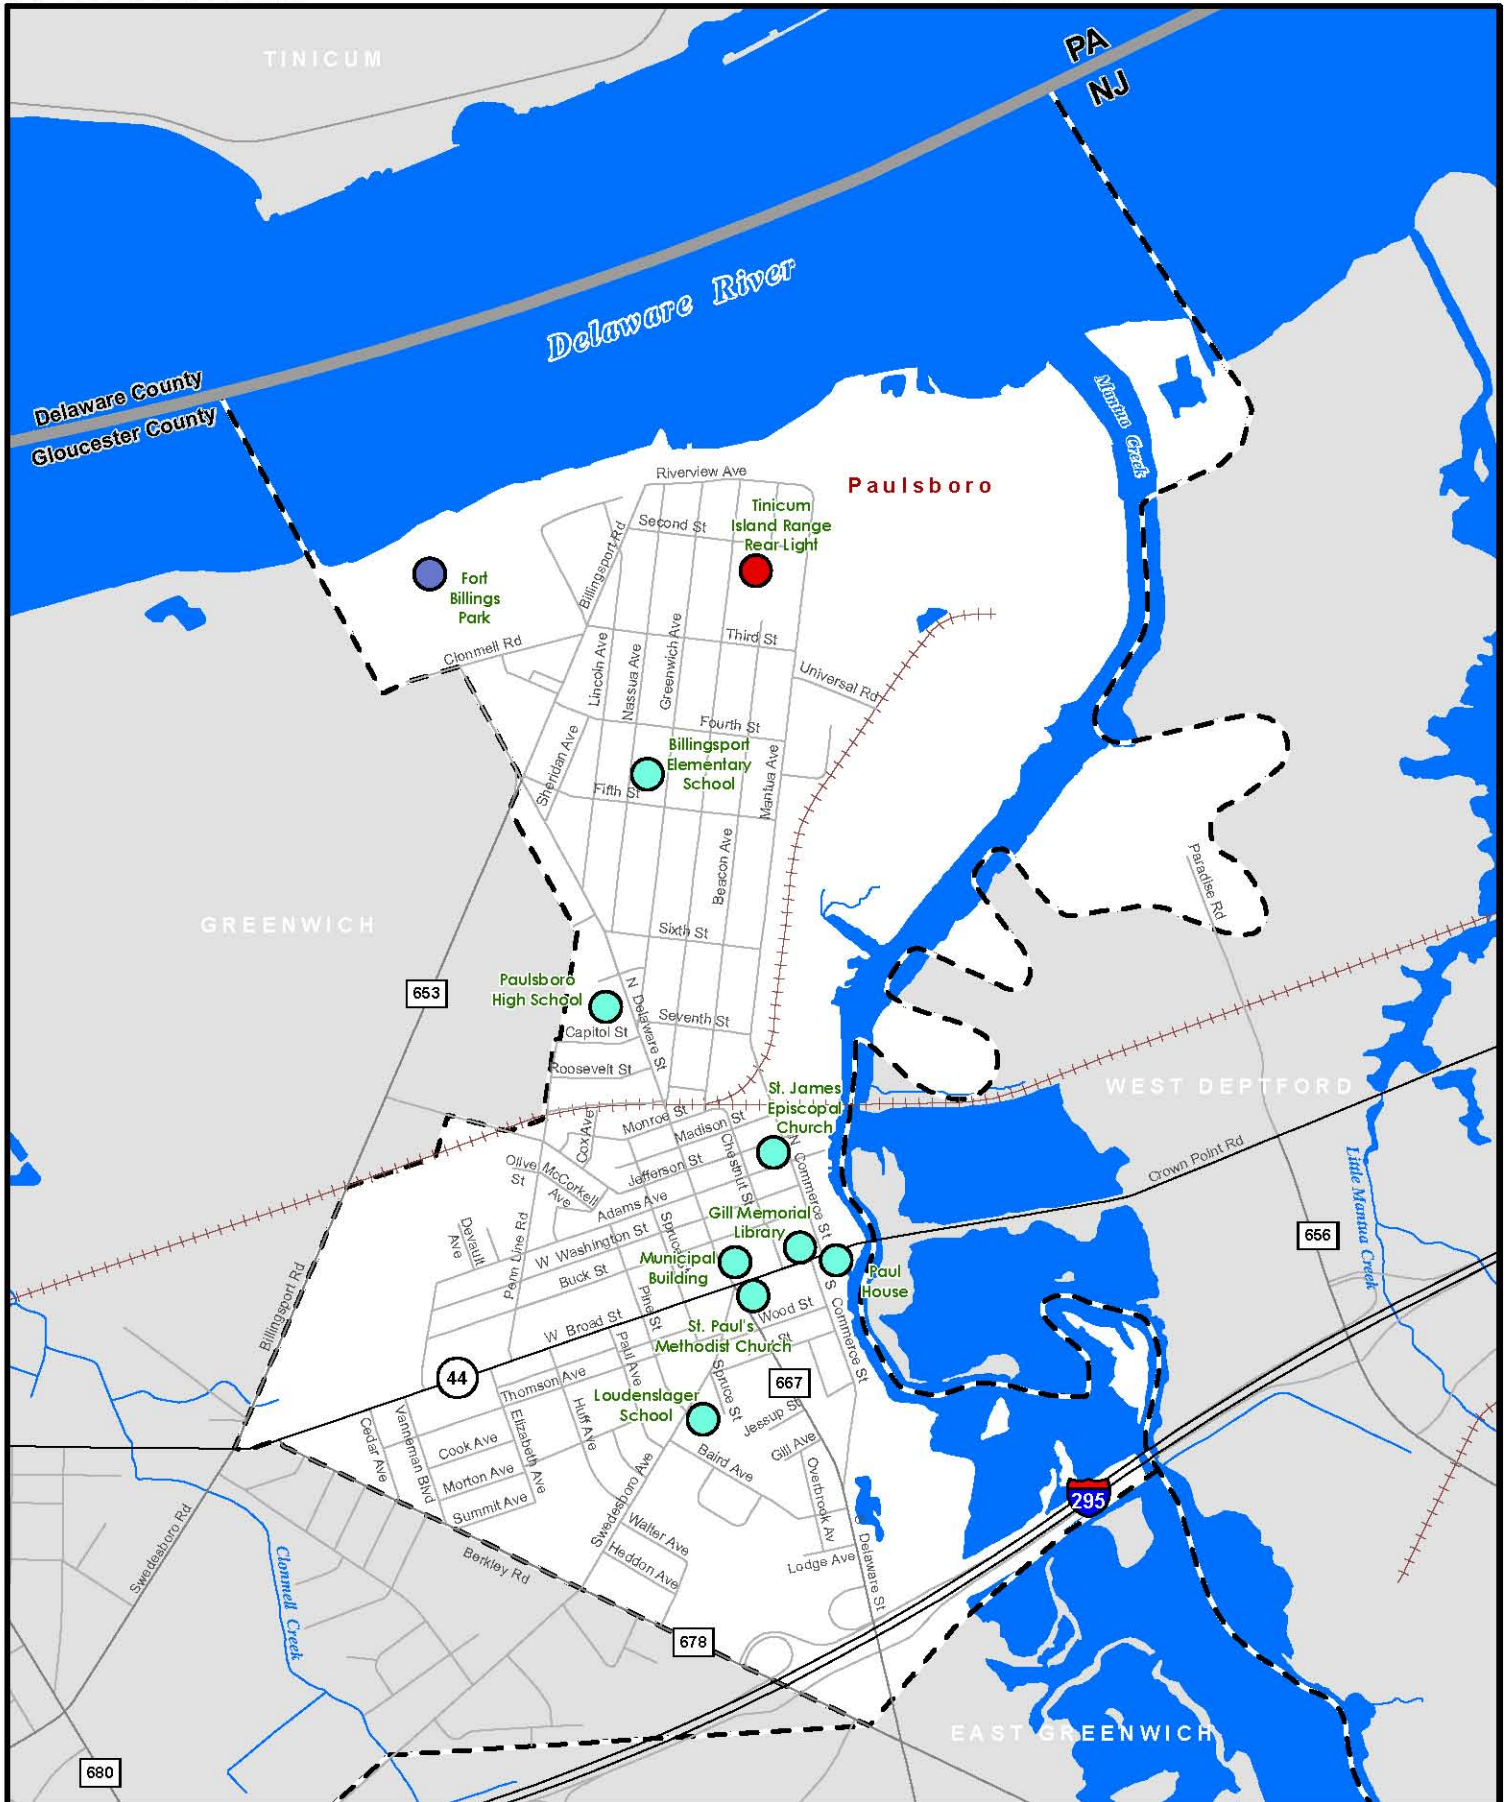 TINICUM
PA
NJ
Delaware River
Delaware County
Gloucester County
Mantua Creek
Riverview Ave
Paulsboro
Second St
Tinicum
Island Range
Rear Light
Billingsport Rd
Fort
Billings
Park
Third St
Clonmell Rd
Lincoln Ave
Nassua Ave
Greenwich Ave
Universal Rd
Fourth St
Sheridan Ave
Billingsport
Elementary
School
Mantua Ave
Fifth St
Beacon Ave
Paradise Rd
GREENWICH
Sixth St
653
Paulsboro
High School
N Delaware St
Seventh St
Capitol St
Roosevelt St
WEST DEPTFORD
St. James
Episcopal
Church
Monroe St
Madison St
Cox Ave
Chestnut St
N Commerce St
Crown Point Rd
Olive
St
McCorkell
Ave
Jefferson St
Little Mantua Creek
Adams Ave
Gill Memorial
Library
Devault
Ave
Penn Line Rd
W Washington St
Spruce
656
Municipal
Building
Buck St
Paul
House
Billingsport Rd
Pine St
S Commerce St
Wood St
W Broad St
St. Paul's
Methodist Church
St
Paul Ave
44
Thomson Ave
667
Spruce St
Loudenslager
School
Cedar Ave
Vanneman Blvd
Elizabeth Ave
Huff Ave
Jessup St
Cook Ave
Gill Ave
Baird Ave
Morton Ave
Overbrook Av
Swedesboro Ave
295
Summit Ave
Walter Ave
Swedesboro Rd
Clonmell Creek
Berkley Rd
Heddon Ave
Lodge Ave
S Delaware St
678
EAST GREENWICH
680